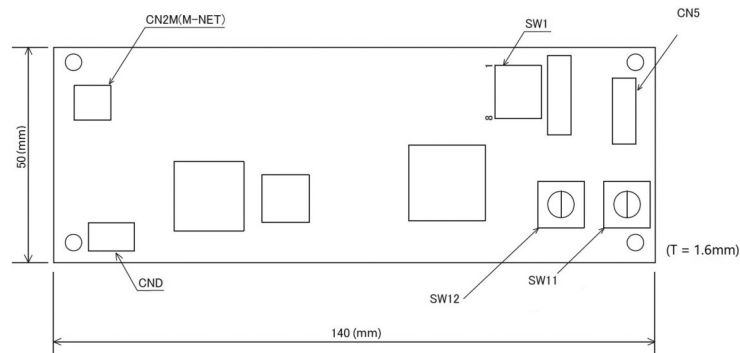 CN2M(M-NET)
SW1
CN5
1
8
50 (mm)
(T = 1.6mm)
CND
SW12
SW11
140 (mm)